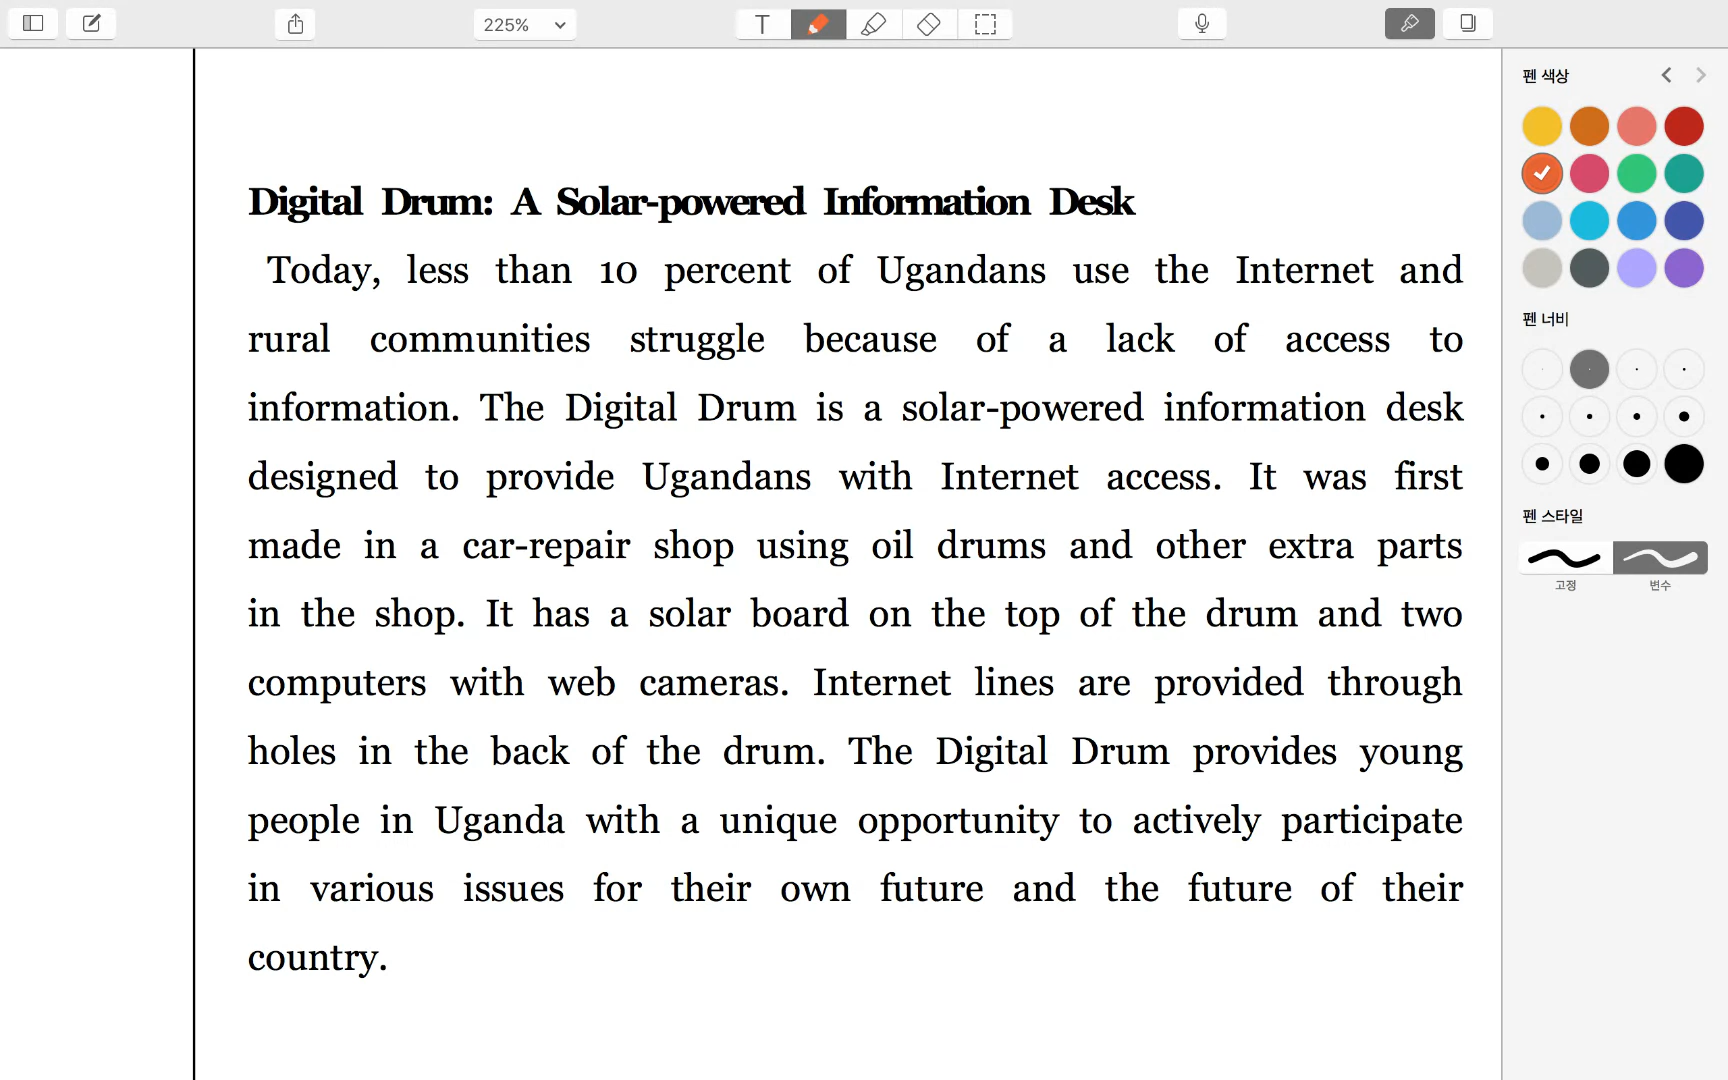 225%
T
펜 색상
Digital Drum: A Solar-powered Information Desk
Today, less than 10 percent of Ugandans use the Internet and
rural communities struggle because of a lack of access to
information. The Digital Drum is a solar-powered information desk
designed to provide Ugandans with Internet access. It was first
made in a car-repair shop using oil drums and other extra parts
in the shop. It has a solar board on the top of the drum and two
computers with web cameras. Internet lines are provided through
holes in the back of the drum. The Digital Drum provides young
people in Uganda with a unique opportunity to actively participate
in various issues for their own future and the future of their
country.
펜 너비
펜 스타일
고정
변수